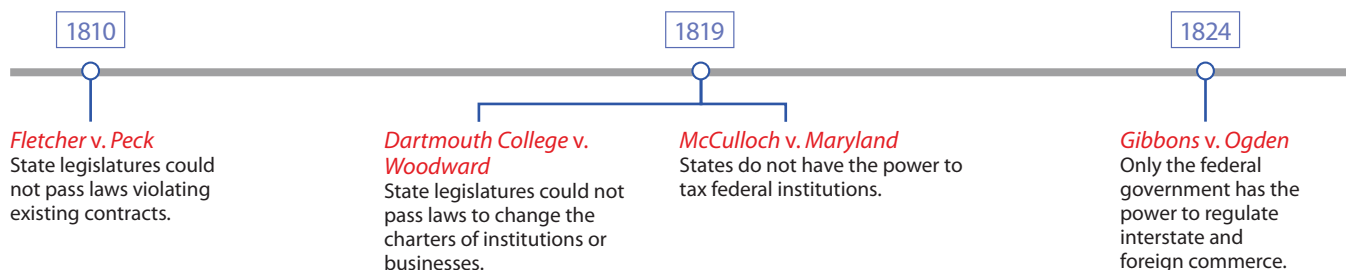 1810
1819
1824
Fletcher v. Peck
State legislatures could
not pass laws violating
existing contracts.
Dartmouth College v.
Woodward
State legislatures could not
pass laws to change the
charters of institutions or
businesses.
McCulloch v. Maryland
States do not have the power to
tax federal institutions.
Gibbons v. Ogden
Only the federal
government has the
power to regulate
interstate and
foreign commerce.